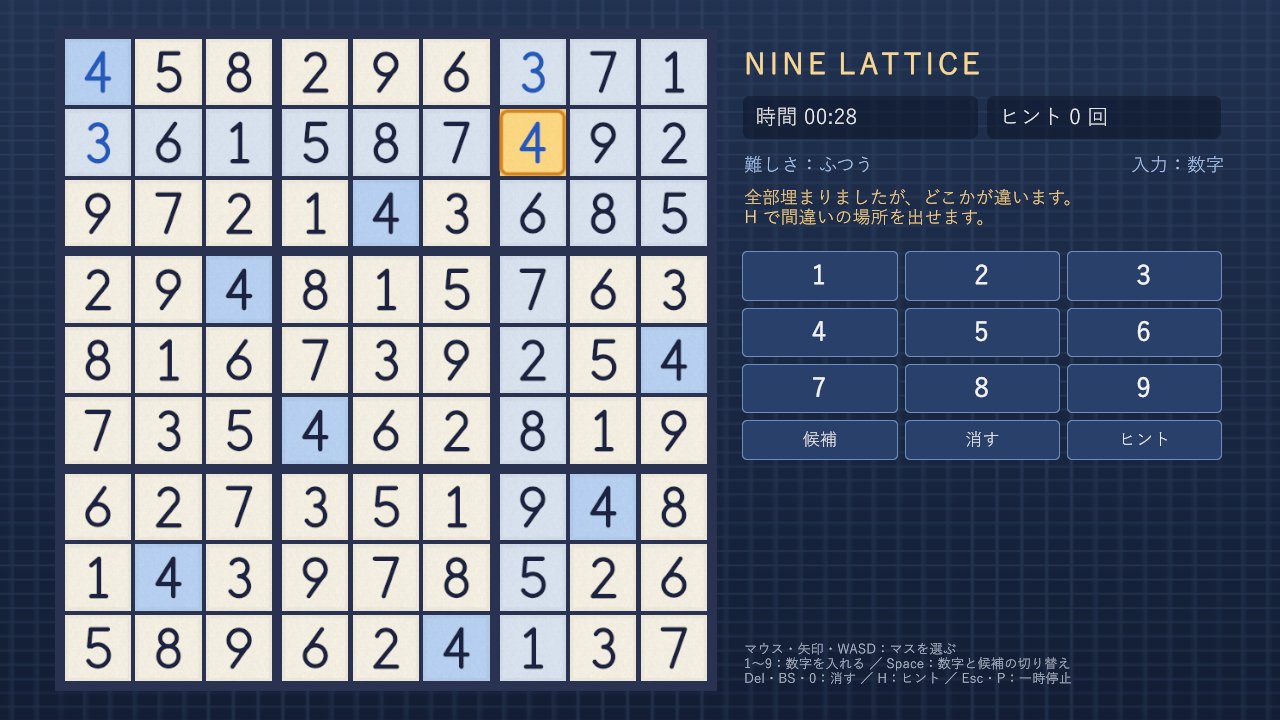 4 5 8 2 9 6 3 7 1
3 6 1 5 8 7 4 9 2
9 7 2 1 4 3 6 8 5
2 9 4 8 1 5 7 6 3
8 1 6 7 3 9 2 5 4
7 3 5 4 6 2 8 1 9
6 2 7 3 5 1 9 4 8
1 4 3 9 7 8 5 2 6
5 8 9 6 2 4 1 3 7
NINE LATTICE
時間 00:28
ヒント 0 回
難しさ：ふつう
入力：数字
全部埋まりましたが、どこかが違います。
H で間違いの場所を出せます。
1 2 3
4 5 6
7 8 9
候補 消す ヒント
マウス・矢印・WASD：マスを選ぶ
1～9：数字を入れる ／ Space：数字と候補の切り替え
Del・BS・0：消す ／ H：ヒント ／ Esc・P：一時停止